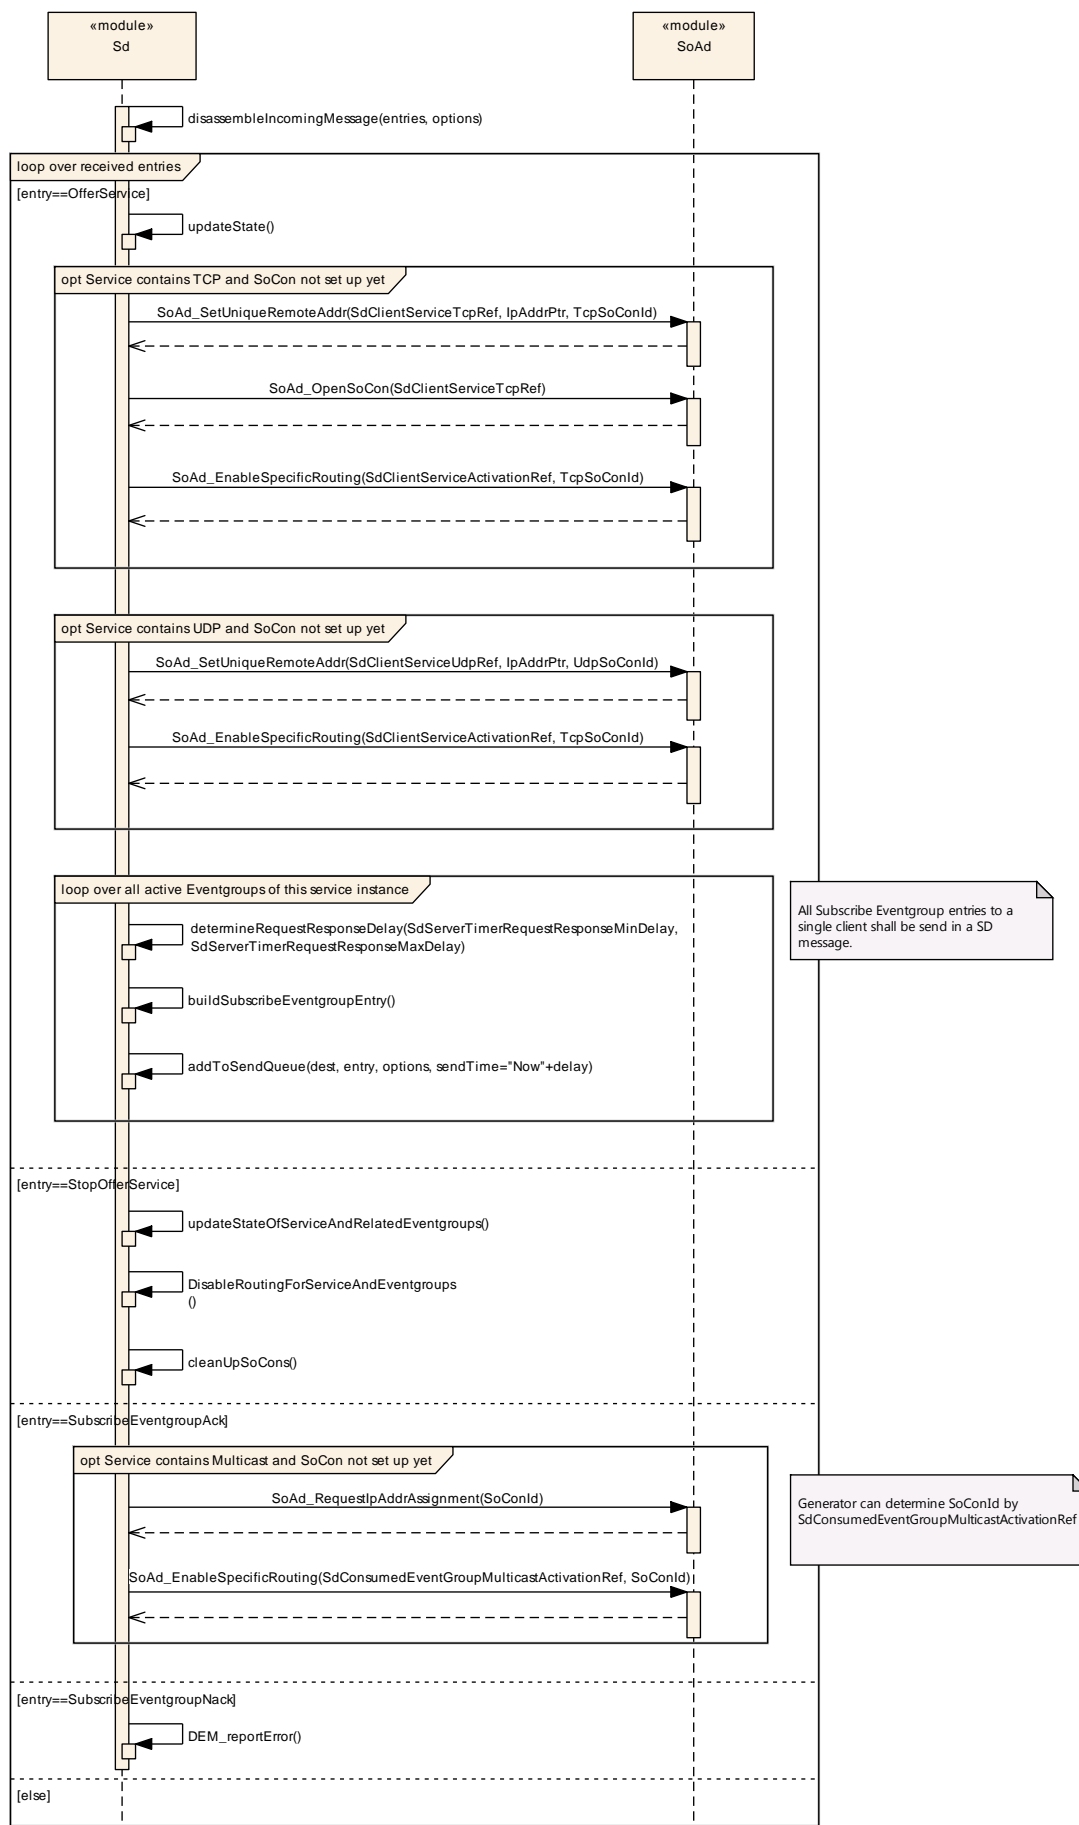 «module»
Sd
«module»
SoAd
disassembleIncomingMessage(entries, options)
loop over received entries
[entry==OfferService]
updateState()
opt Service contains TCP and SoCon not set up yet
SoAd_SetUniqueRemoteAddr(SdClientServiceTcpRef, IpAddrPtr, TcpSoConId)
SoAd_OpenSoCon(SdClientServiceTcpRef)
SoAd_EnableSpecificRouting(SdClientServiceActivationRef, TcpSoConId)
opt Service contains UDP and SoCon not set up yet
SoAd_SetUniqueRemoteAddr(SdClientServiceUdpRef, IpAddrPtr, UdpSoConId)
SoAd_EnableSpecificRouting(SdClientServiceActivationRef, TcpSoConId)
loop over all active Eventgroups of this service instance
All Subscribe Eventgroup entries to a
single client shall be send in a SD
message.
determineRequestResponseDelay(SdServerTimerRequestResponseMinDelay,
SdServerTimerRequestResponseMaxDelay)
buildSubscribeEventgroupEntry()
addToSendQueue(dest, entry, options, sendTime="Now"+delay)
[entry==StopOfferService]
updateStateOfServiceAndRelatedEventgroups()
DisableRoutingForServiceAndEventgroups
()
cleanUpSoCons()
[entry==SubscribeEventgroupAck]
opt Service contains Multicast and SoCon not set up yet
SoAd_RequestIpAddrAssignment(SoConId)
Generator can determine SoConId by
SdConsumedEventGroupMulticastActivationRef
SoAd_EnableSpecificRouting(SdConsumedEventGroupMulticastActivationRef, SoConId)
[entry==SubscribeEventgroupNack]
DEM_reportError()
[else]